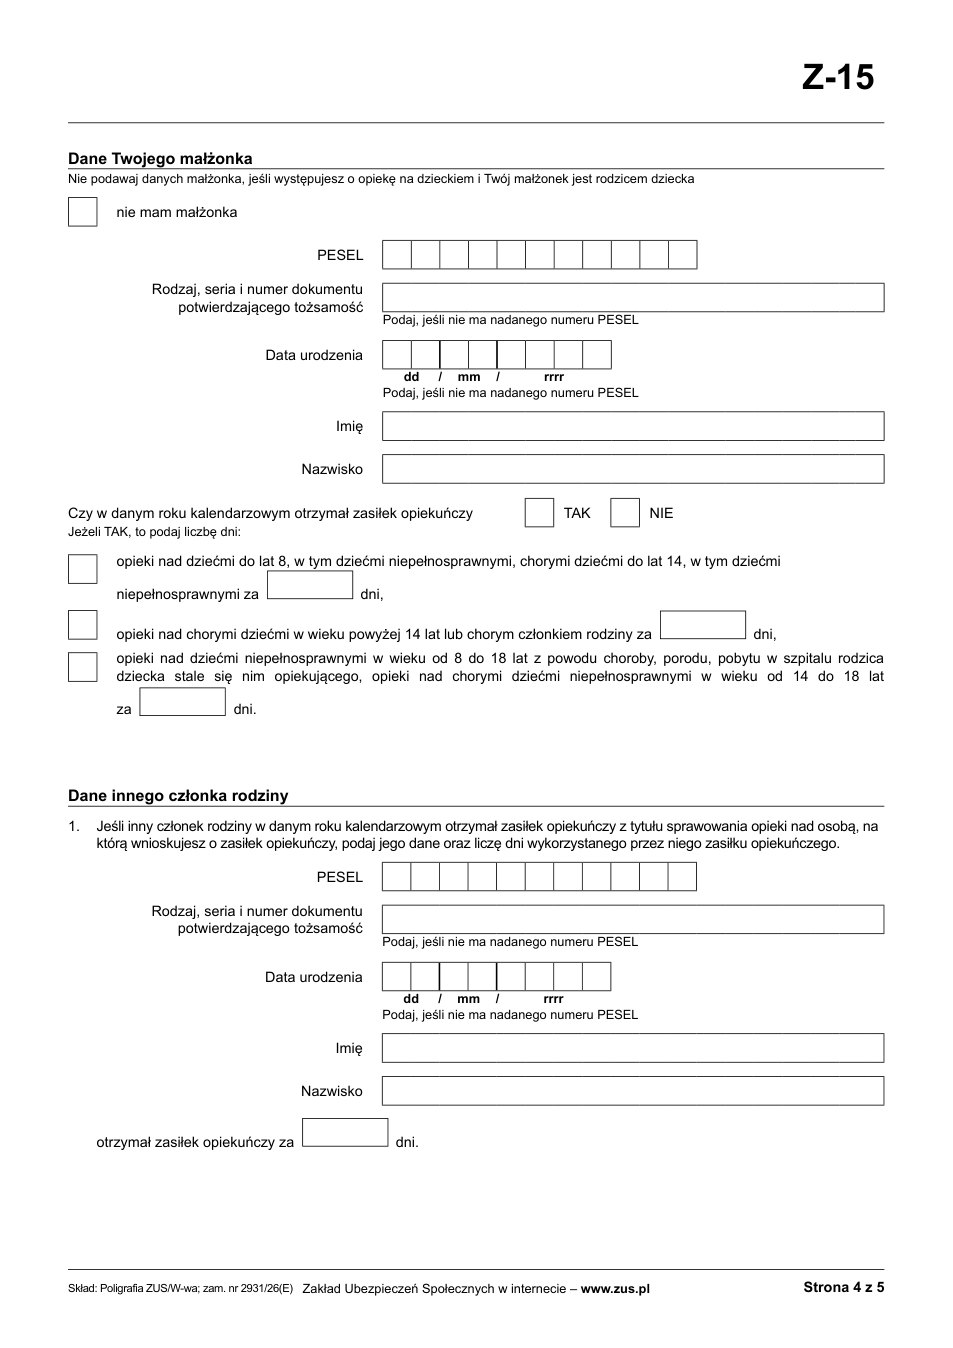 Z-15
Dane Twojego małżonka
Nie podawaj danych małżonka, jeśli występujesz o opiekę na dzieckiem i Twój małżonek jest rodzicem dziecka
nie mam małżonka
PESEL
Rodzaj, seria i numer dokumentu
potwierdzającego tożsamość
Podaj, jeśli nie ma nadanego numeru PESEL
Data urodzenia
dd / mm / rrrr
Podaj, jeśli nie ma nadanego numeru PESEL
Imię
Nazwisko
Czy w danym roku kalendarzowym otrzymał zasiłek opiekuńczy TAK NIE
Jeżeli TAK, to podaj liczbę dni:
opieki nad dziećmi do lat 8, w tym dziećmi niepełnosprawnymi, chorymi dziećmi do lat 14, w tym dziećmi
niepełnosprawnymi za dni,
opieki nad chorymi dziećmi w wieku powyżej 14 lat lub chorym członkiem rodziny za dni,
opieki nad dziećmi niepełnosprawnymi w wieku od 8 do 18 lat z powodu choroby, porodu, pobytu w szpitalu rodzica
dziecka stale się nim opiekującego, opieki nad chorymi dziećmi niepełnosprawnymi w wieku od 14 do 18 lat
za dni.
Dane innego członka rodziny
1. Jeśli inny członek rodziny w danym roku kalendarzowym otrzymał zasiłek opiekuńczy z tytułu sprawowania opieki nad osobą, na
którą wnioskujesz o zasiłek opiekuńczy, podaj jego dane oraz liczę dni wykorzystanego przez niego zasiłku opiekuńczego.
PESEL
Rodzaj, seria i numer dokumentu
potwierdzającego tożsamość
Podaj, jeśli nie ma nadanego numeru PESEL
Data urodzenia
dd / mm / rrrr
Podaj, jeśli nie ma nadanego numeru PESEL
Imię
Nazwisko
otrzymał zasiłek opiekuńczy za dni.
Skład: Poligrafia ZUS/W-wa; zam. nr 2931/26(E) Zakład Ubezpieczeń Społecznych w internecie – www.zus.pl Strona 4 z 5